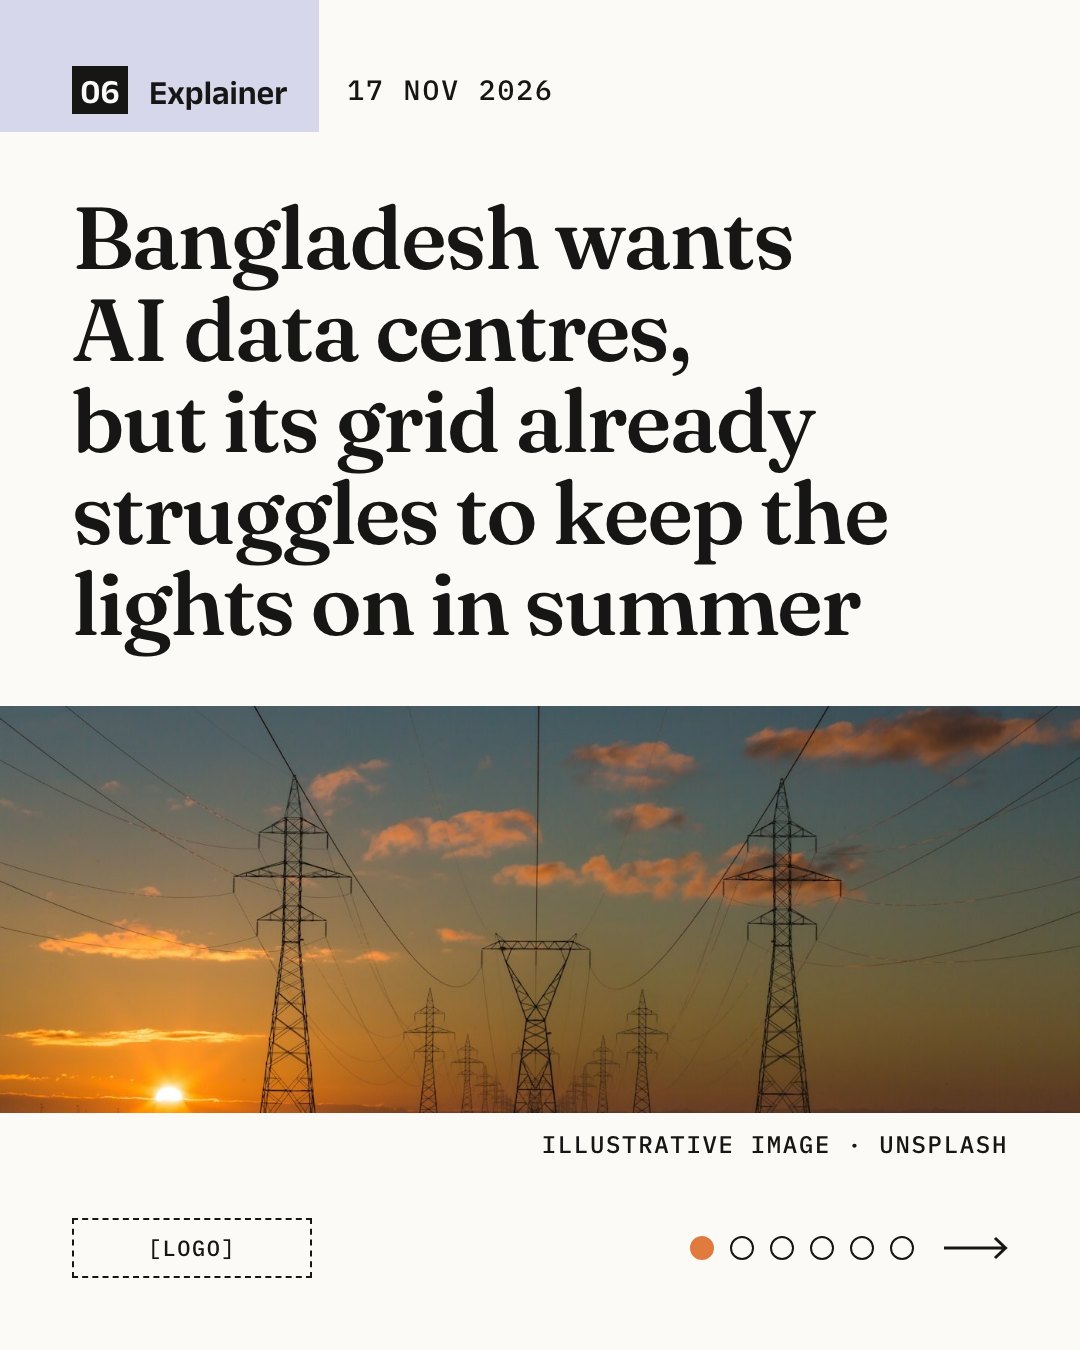 06 Explainer 17 NOV 2026
Bangladesh wants
AI data centres,
but its grid already
struggles to keep the
lights on in summer
ILLUSTRATIVE IMAGE · UNSPLASH
[LOGO]